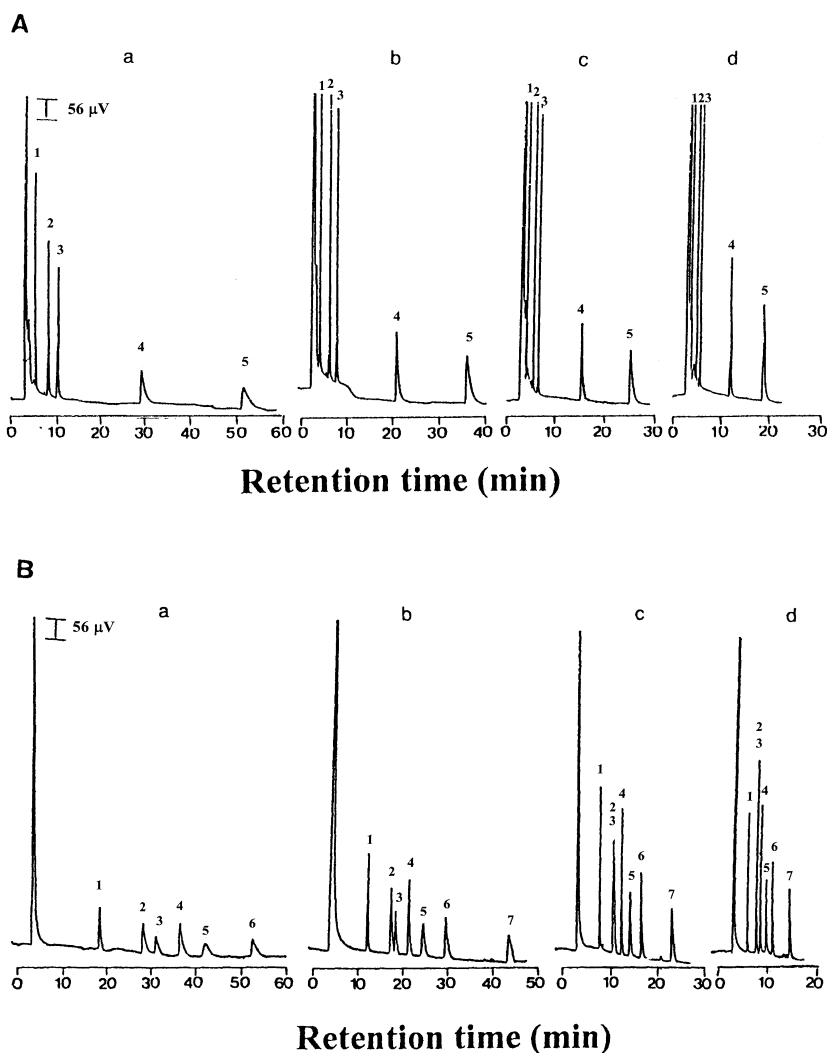 A
a b c d
56 μV
1 2 3 4 5
1 2 3 4 5
1 2 3 4 5
1 2 3 4 5
0 10 20 30 40 50 60
0 10 20 30 40
0 10 20 30
0 10 20 30
Retention time (min)
B
a b c d
56 μV
1 2 3 4 5 6
1 2 3 4 5 6 7
1 2 3 4 5 6 7
1 2 3 4 5 6 7
0 10 20 30 40 50 60
0 10 20 30 40 50
0 10 20 30
0 10 20
Retention time (min)